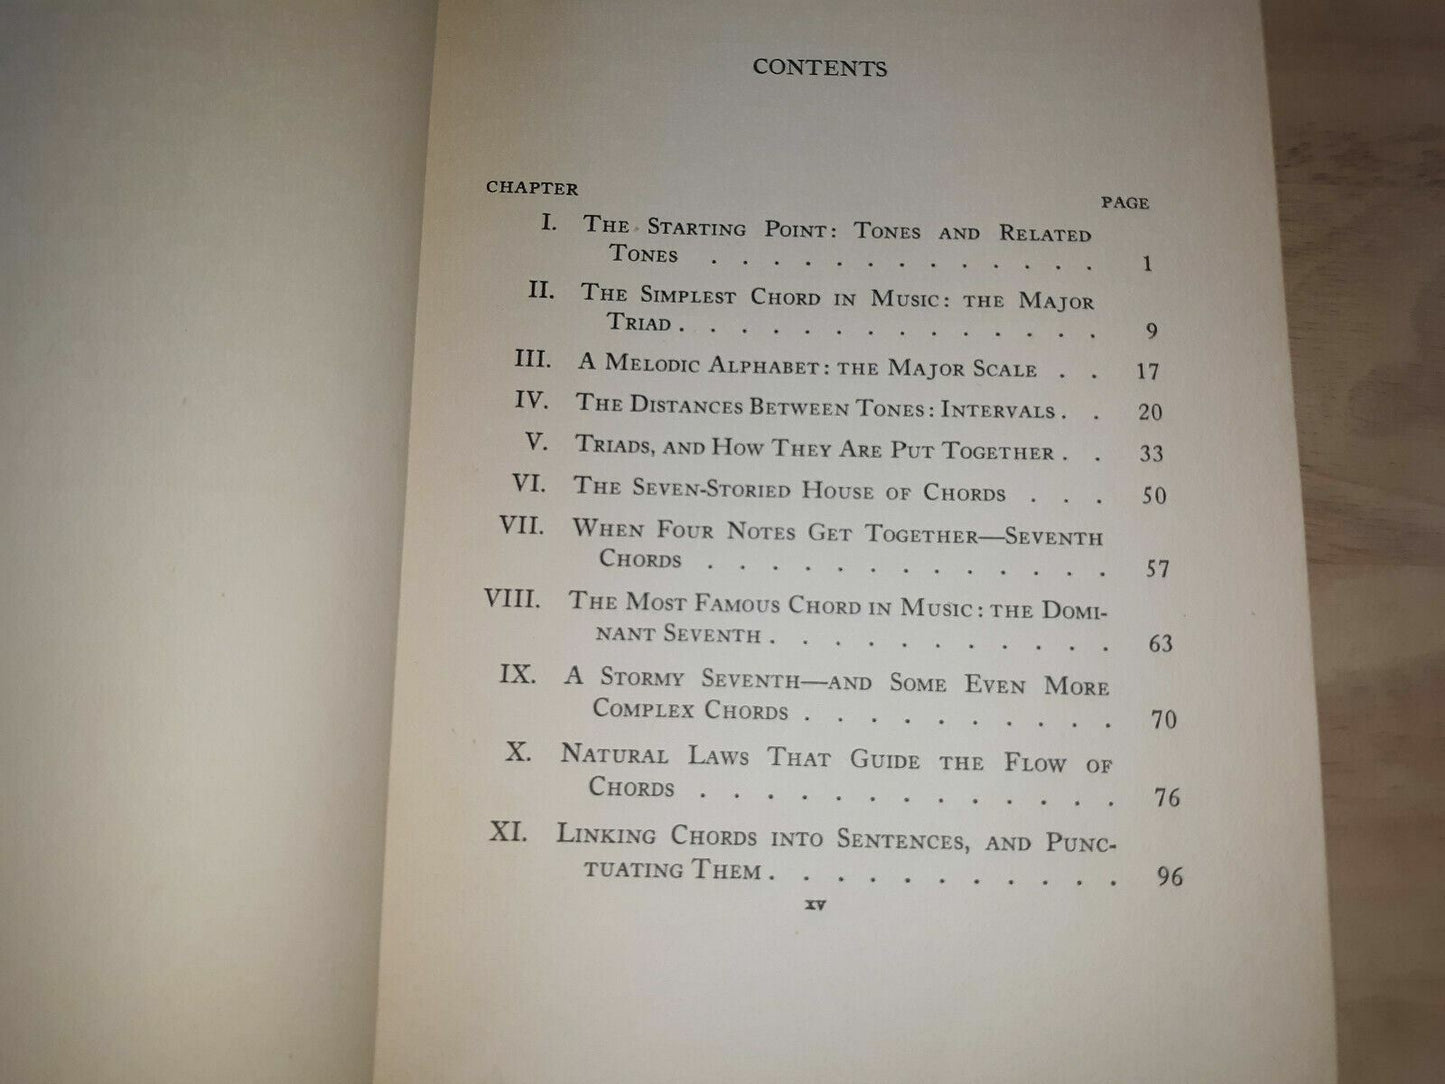 CONTENTS
CHAPTER PAGE
I. THE STARTING POINT: TONES AND RELATED
TONES . . . . . . . . . . . . . 1
II. THE SIMPLEST CHORD IN MUSIC: THE MAJOR
TRIAD . . . . . . . . . . . . . . 9
III. A MELODIC ALPHABET: THE MAJOR SCALE . . 17
IV. THE DISTANCES BETWEEN TONES: INTERVALS . . 20
V. TRIADS, AND HOW THEY ARE PUT TOGETHER . . 33
VI. THE SEVEN-STORIED HOUSE OF CHORDS . . . 50
VII. WHEN FOUR NOTES GET TOGETHER—SEVENTH
CHORDS . . . . . . . . . . . . . 57
VIII. THE MOST FAMOUS CHORD IN MUSIC: THE DOMI-
NANT SEVENTH . . . . . . . . . . . 63
IX. A STORMY SEVENTH—AND SOME EVEN MORE
COMPLEX CHORDS . . . . . . . . . . 70
X. NATURAL LAWS THAT GUIDE THE FLOW OF
CHORDS . . . . . . . . . . . . . 76
XI. LINKING CHORDS INTO SENTENCES, AND PUNC-
TUATING THEM . . . . . . . . . . . 96
xv